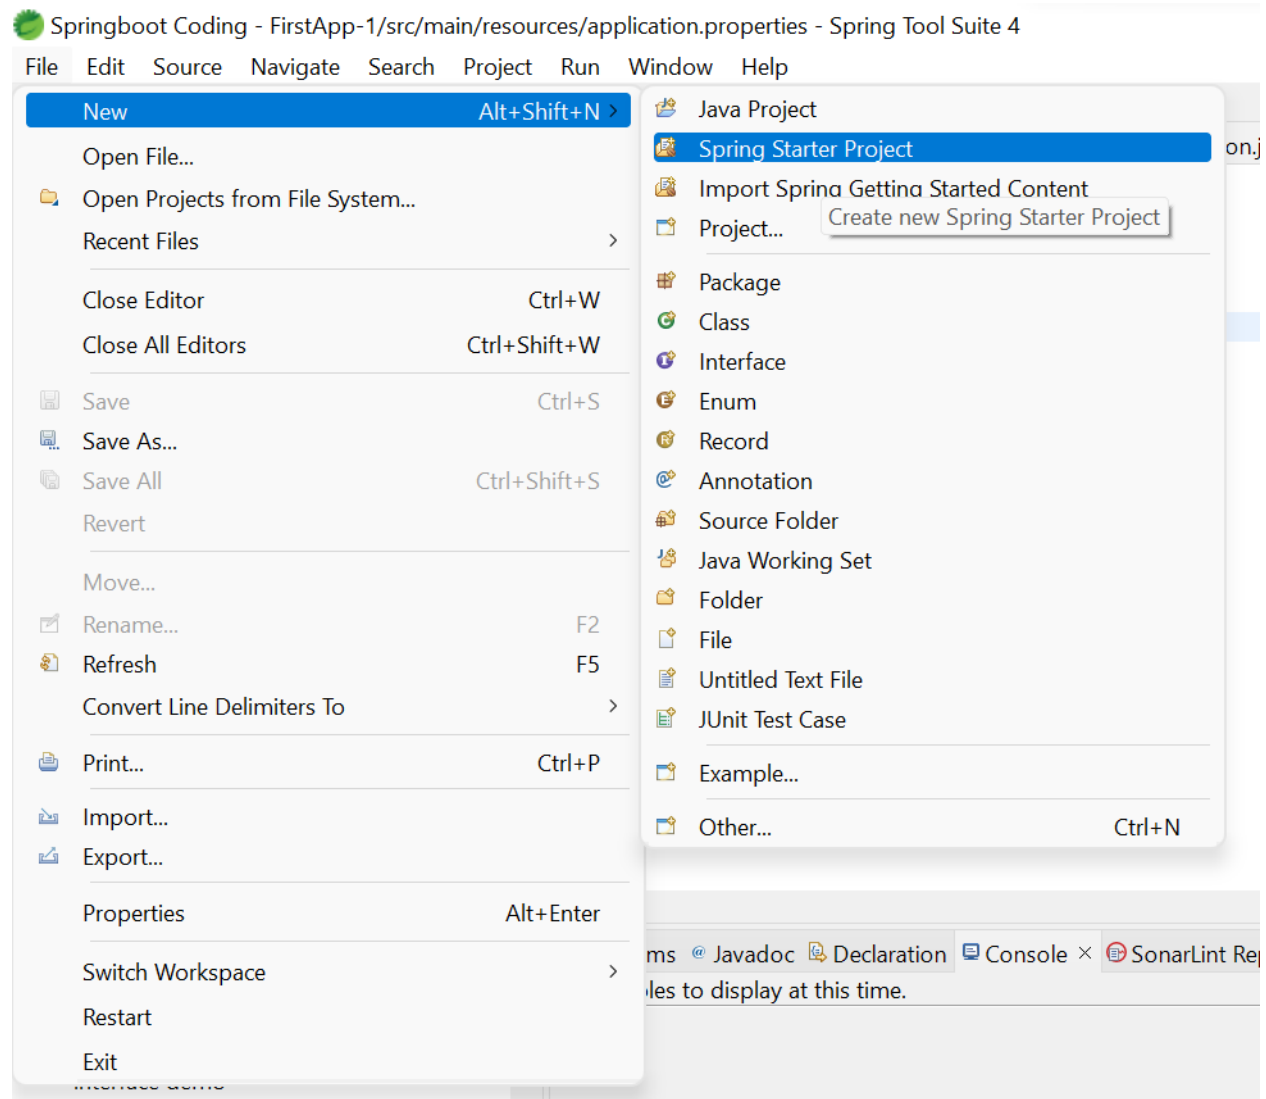 Springboot Coding - FirstApp-1/src/main/resources/application.properties - Spring Tool Suite 4
File Edit Source Navigate Search Project Run Window Help
New Alt+Shift+N
Open File...
Open Projects from File System...
Recent Files
Close Editor Ctrl+W
Close All Editors Ctrl+Shift+W
Save Ctrl+S
Save As...
Save All Ctrl+Shift+S
Revert
Move...
Rename... F2
Refresh F5
Convert Line Delimiters To
Print... Ctrl+P
Import...
Export...
Properties Alt+Enter
Switch Workspace
Restart
Exit
Java Project
Spring Starter Project
Import Spring Getting Started Content
Create new Spring Starter Project
Project...
Package
Class
Interface
Enum
Record
Annotation
Source Folder
Java Working Set
Folder
File
Untitled Text File
JUnit Test Case
Example...
Other... Ctrl+N
on.j
ms @ Javadoc Declaration Console SonarLint Rep
les to display at this time.